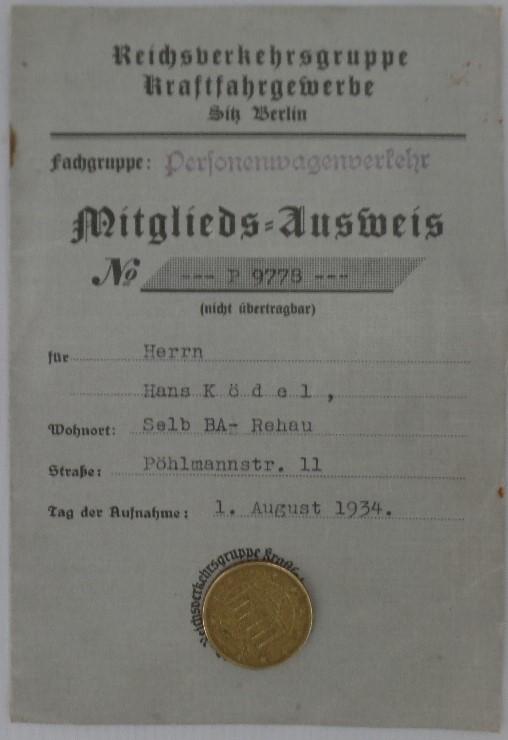 Reichsverkehrsgruppe
Kraftfahrgewerbe
Sitz Berlin
Fachgruppe: Personenwagenverkehr
Mitglieds-Ausweis
No --- P 9778 ---
(nicht übertragbar)
für Herrn
Hans K ö d e l ,
Wohnort: Selb BA- Rehau
Straße: Pöhlmannstr. 11
Tag der Aufnahme: 1. August 1934.
Reichsverkehrsgruppe